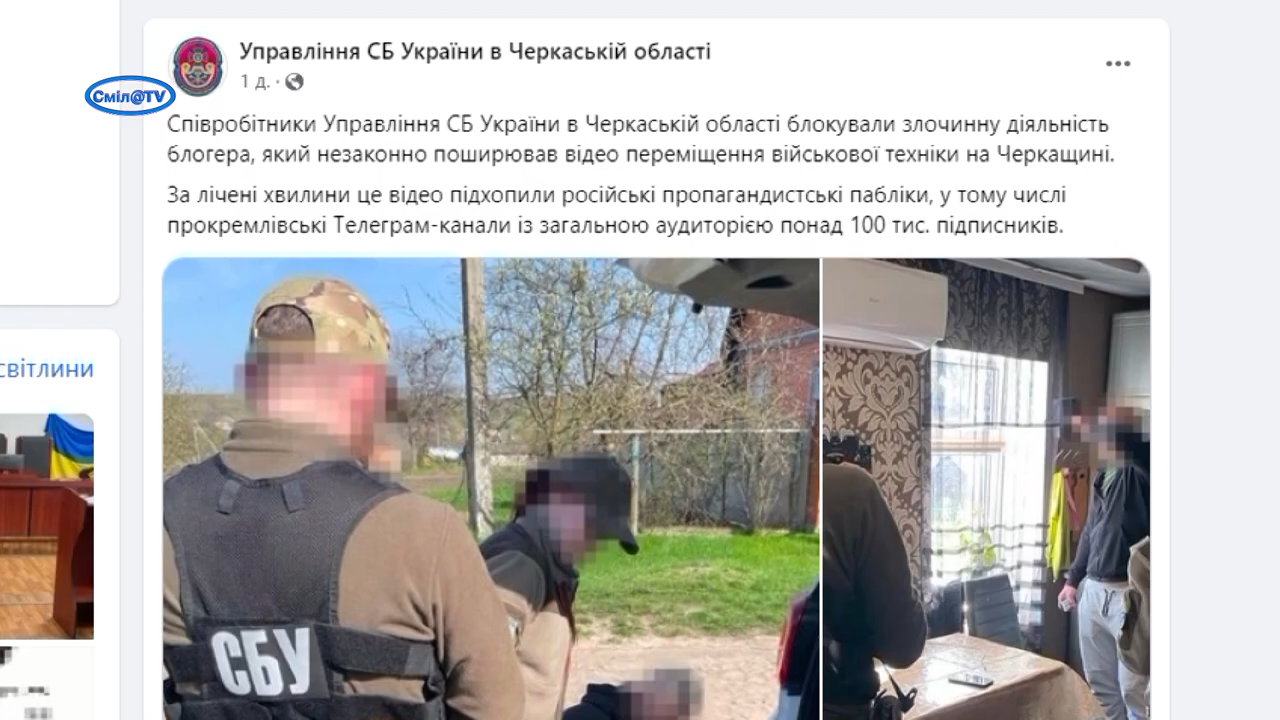 Управління СБ України в Черкаській області
1 д. ·
Сміл@TV
Співробітники Управління СБ України в Черкаській області блокували злочинну діяльність
блогера, який незаконно поширював відео переміщення військової техніки на Черкащині.
За лічені хвилини це відео підхопили російські пропагандистські пабліки, у тому числі
прокремлівські Телеграм-канали із загальною аудиторією понад 100 тис. підписників.
світлини
СБУ